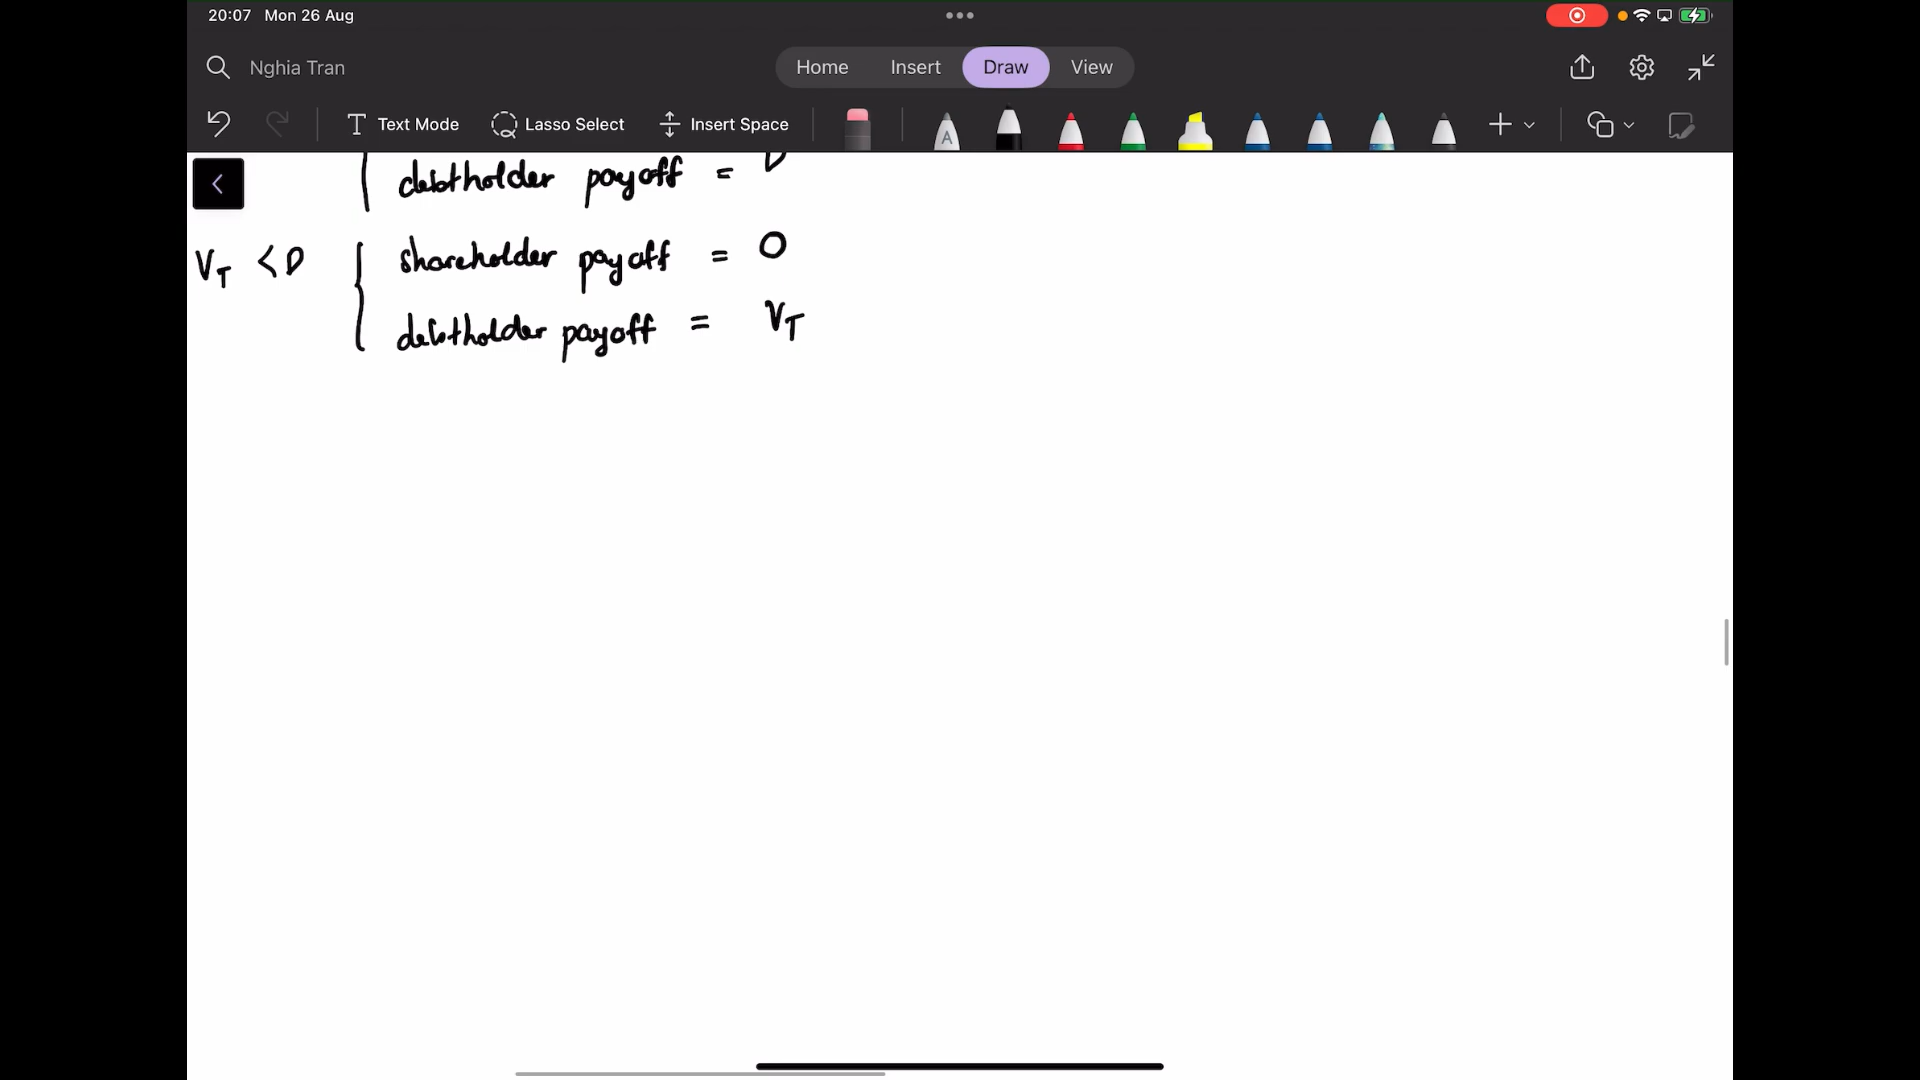 20:07 Mon 26 Aug
Nghia Tran
Home Insert Draw View
Text Mode Lasso Select Insert Space A
debtholder payoff = D
V_T < D { shareholder payoff = 0
debtholder payoff = V_T